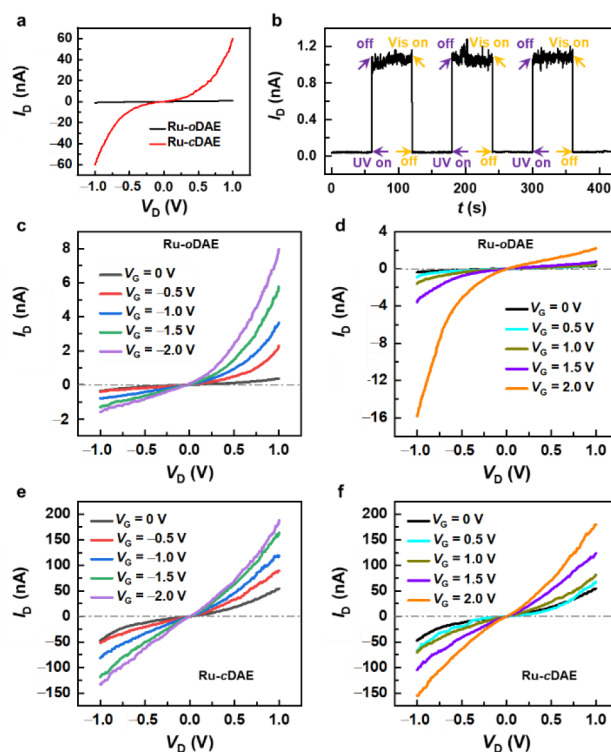 a
60
40
20
0
−20
−40
−60
I_D (nA)
Ru-oDAE
Ru-cDAE
−1.0 −0.5 0.0 0.5 1.0
V_D (V)
b
1.2
0.8
0.4
0.0
I_D (nA)
off Vis on off Vis on off Vis on
UV on off UV on off UV on off
0 100 200 300 400
t (s)
c
Ru-oDAE
8
6
4
2
0
−2
I_D (nA)
V_G = 0 V
V_G = −0.5 V
V_G = −1.0 V
V_G = −1.5 V
V_G = −2.0 V
−1.0 −0.5 0.0 0.5 1.0
V_D (V)
d
Ru-oDAE
4
0
−4
−8
−12
−16
I_D (nA)
V_G = 0 V
V_G = 0.5 V
V_G = 1.0 V
V_G = 1.5 V
V_G = 2.0 V
−1.0 −0.5 0.0 0.5 1.0
V_D (V)
e
200
150
100
50
0
−50
−100
−150
I_D (nA)
V_G = 0 V
V_G = −0.5 V
V_G = −1.0 V
V_G = −1.5 V
V_G = −2.0 V
Ru-cDAE
−1.0 −0.5 0.0 0.5 1.0
V_D (V)
f
200
150
100
50
0
−50
−100
−150
I_D (nA)
V_G = 0 V
V_G = 0.5 V
V_G = 1.0 V
V_G = 1.5 V
V_G = 2.0 V
Ru-cDAE
−1.0 −0.5 0.0 0.5 1.0
V_D (V)